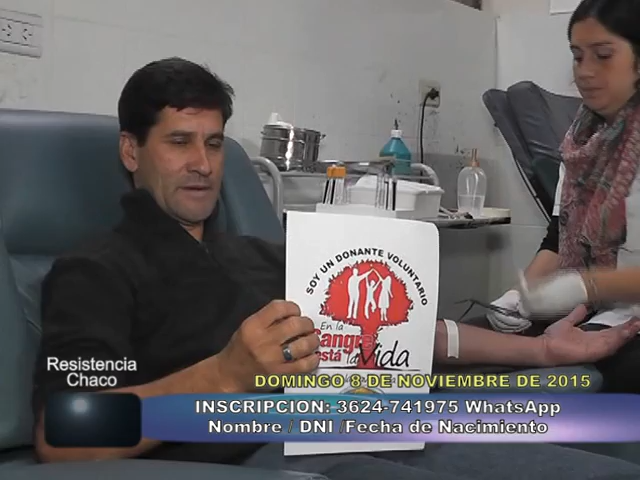 SOY UN DONANTE VOLUNTARIO
En la
Sangre
está la
Vida
Resistencia
Chaco
DOMINGO 8 DE NOVIEMBRE DE 2015
INSCRIPCION: 3624-741975 WhatsApp
Nombre / DNI /Fecha de Nacimiento